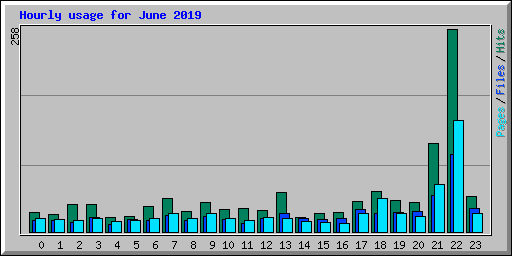 Hourly usage for June 2019
258
Pages/Files/Hits
0 1 2 3 4 5 6 7 8 9 10 11 12 13 14 15 16 17 18 19 20 21 22 23